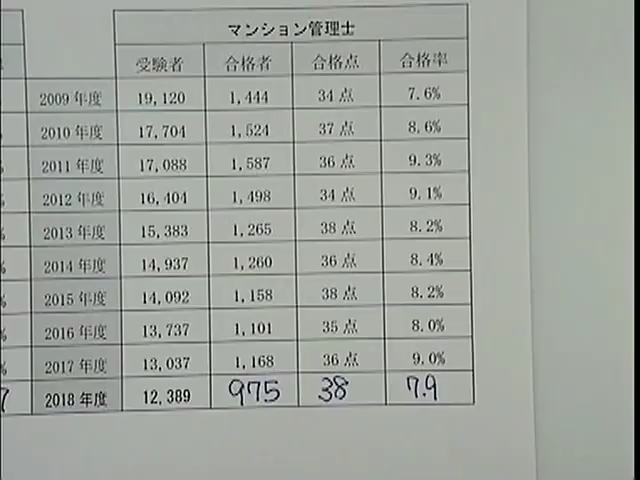 マンション管理士
受験者 合格者 合格点 合格率
2009年度 19,120 1,444 34点 7.6%
2010年度 17,704 1,524 37点 8.6%
2011年度 17,088 1,587 36点 9.3%
% 2012年度 16,404 1,498 34点 9.1%
% 2013年度 15,383 1,265 38点 8.2%
% 2014年度 14,937 1,260 36点 8.4%
% 2015年度 14,092 1,158 38点 8.2%
% 2016年度 13,737 1,101 35点 8.0%
% 2017年度 13,037 1,168 36点 9.0%
7 2018年度 12,389 975 38 7.9